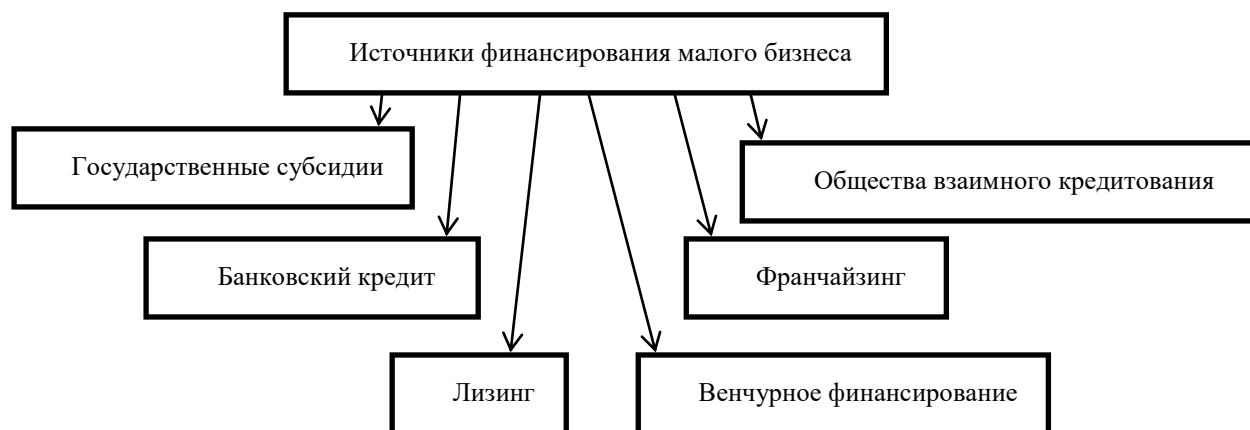 Источники финансирования малого бизнеса
Государственные субсидии
Общества взаимного кредитования
Банковский кредит
Франчайзинг
Лизинг
Венчурное финансирование